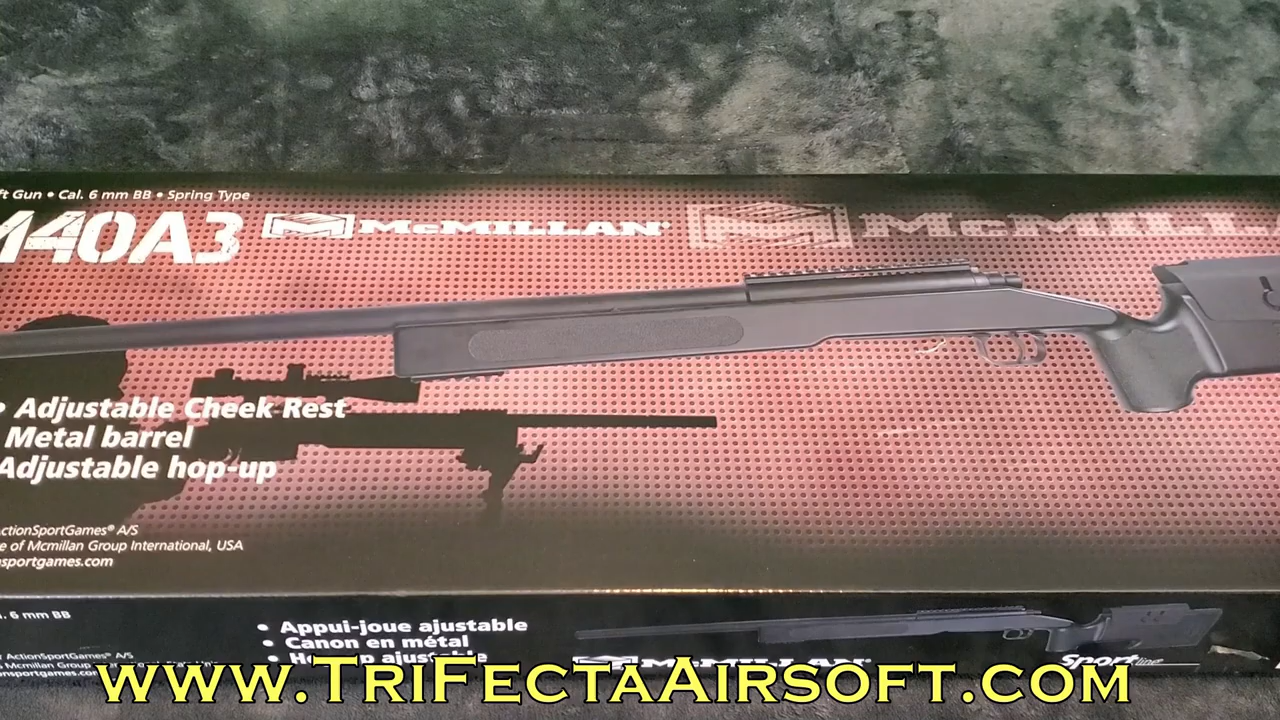 ft Gun • Cal. 6 mm BB • Spring Type
M40A3 McMILLAN® McMILLA
• Adjustable Cheek Rest
Metal barrel
Adjustable hop-up
ActionSportGames® A/S
e of Mcmillan Group International, USA
nsportgames.com
. 6 mm BB
• Appui-joue ajustable
• Canon en métal
ActionSportGames® A/S
Mcmillan Group
sportgames.com
McMILLAN®
Sport line
www.TriFectaAirsoft.com